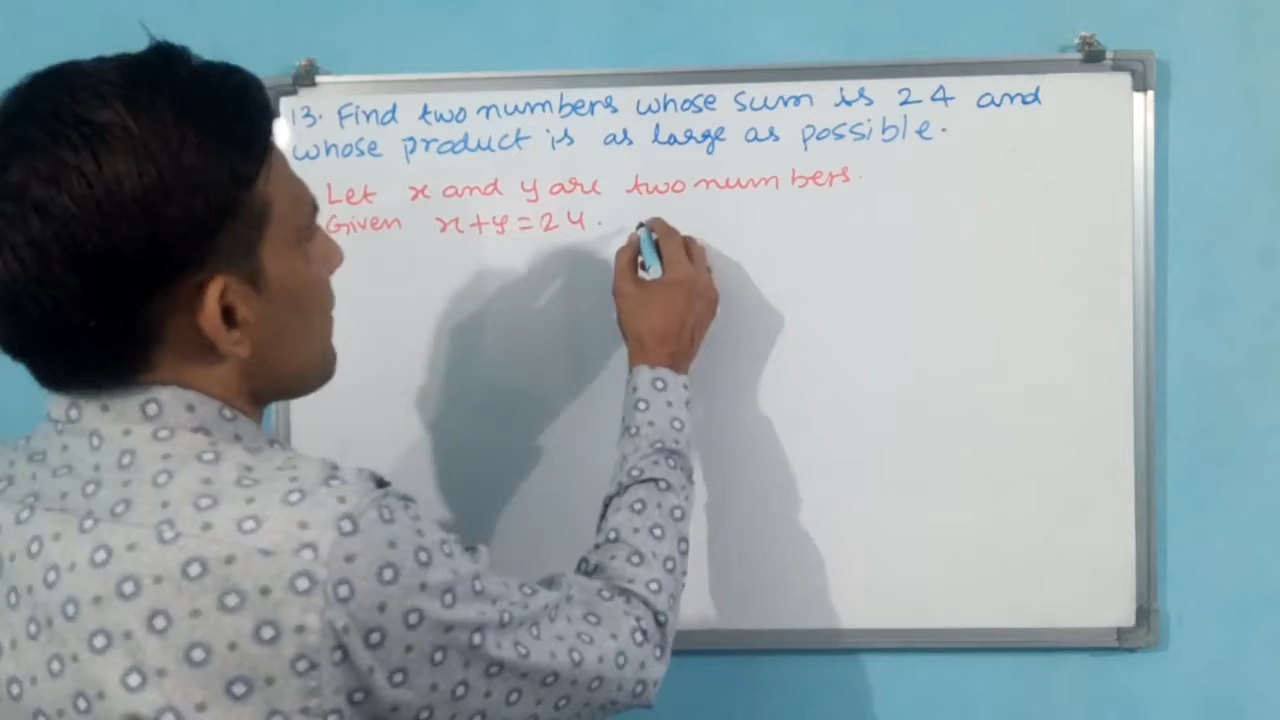 13. Find two numbers whose sum is 24 and
whose product is as large as possible.
Let x and y are two numbers.
Given x+y=24.